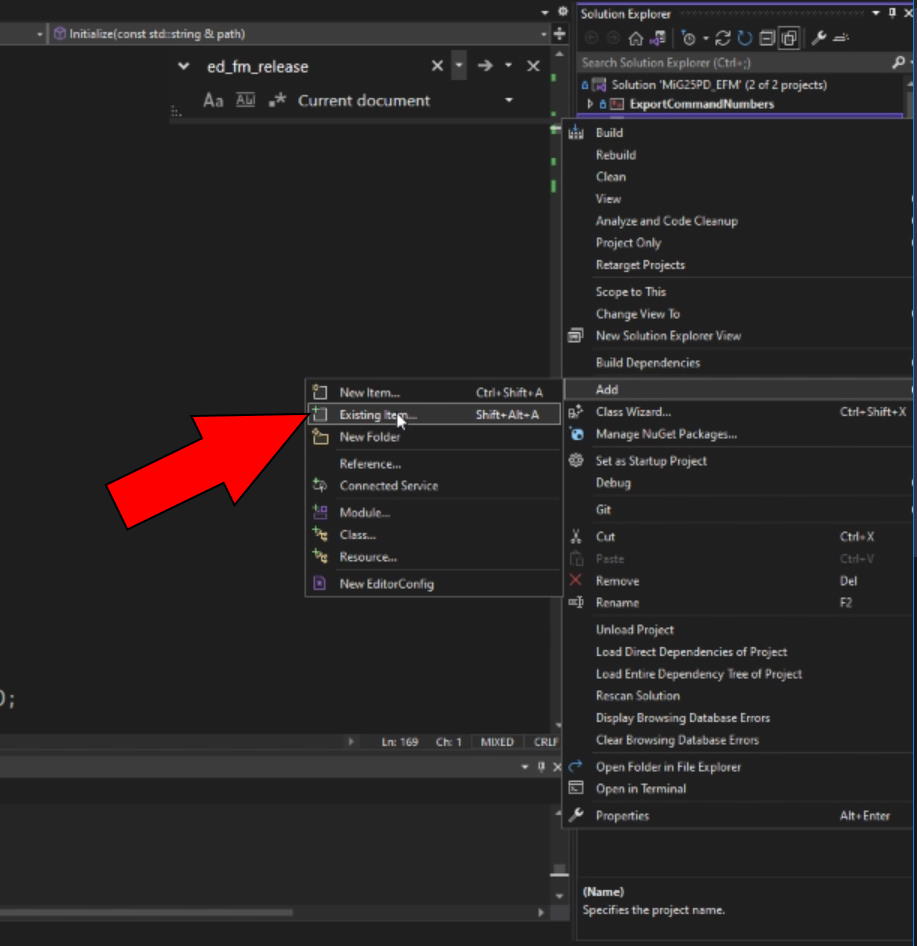 Initialize(const std::string & path)
Solution Explorer
ed_fm_release
Search Solution Explorer (Ctrl+;)
Aa Current document
Solution 'MiG25PD_EFM' (2 of 2 projects)
ExportCommandNumbers
Build
Rebuild
Clean
View
Analyze and Code Cleanup
Project Only
Retarget Projects
Scope to This
Change View To
New Solution Explorer View
Build Dependencies
Add
Class Wizard... Ctrl+Shift+X
Manage NuGet Packages...
Set as Startup Project
Debug
Git
Cut Ctrl+X
Paste Ctrl+V
Remove Del
Rename F2
Unload Project
Load Direct Dependencies of Project
Load Entire Dependency Tree of Project
Rescan Solution
Display Browsing Database Errors
Clear Browsing Database Errors
Open Folder in File Explorer
Open in Terminal
Properties Alt+Enter
New Item... Ctrl+Shift+A
Existing Item... Shift+Alt+A
New Folder
Reference...
Connected Service
Module...
Class...
Resource...
New EditorConfig
);
Ln: 169 Ch: 1 MIXED CRLF
(Name)
Specifies the project name.